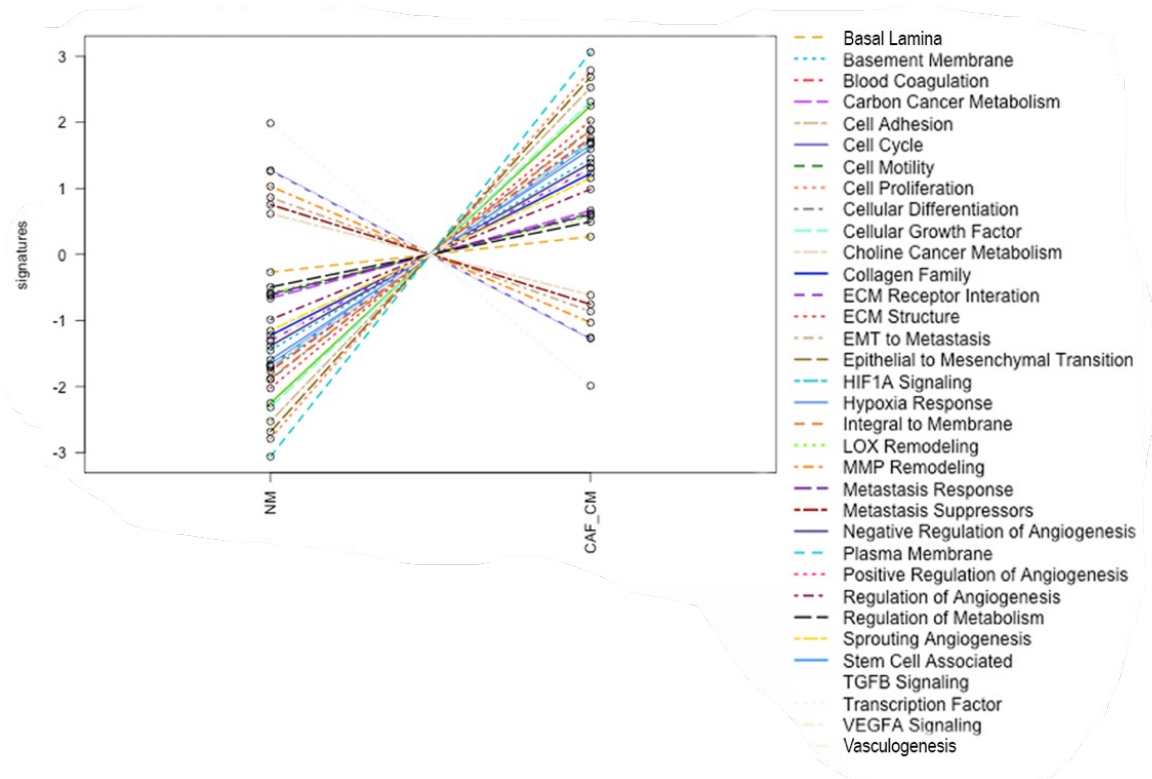 3
2
1
0
-1
-2
-3
signatures
NM
CAF_CM
Basal Lamina
Basement Membrane
Blood Coagulation
Carbon Cancer Metabolism
Cell Adhesion
Cell Cycle
Cell Motility
Cell Proliferation
Cellular Differentiation
Cellular Growth Factor
Choline Cancer Metabolism
Collagen Family
ECM Receptor Interation
ECM Structure
EMT to Metastasis
Epithelial to Mesenchymal Transition
HIF1A Signaling
Hypoxia Response
Integral to Membrane
LOX Remodeling
MMP Remodeling
Metastasis Response
Metastasis Suppressors
Negative Regulation of Angiogenesis
Plasma Membrane
Positive Regulation of Angiogenesis
Regulation of Angiogenesis
Regulation of Metabolism
Sprouting Angiogenesis
Stem Cell Associated
TGFB Signaling
Transcription Factor
VEGFA Signaling
Vasculogenesis